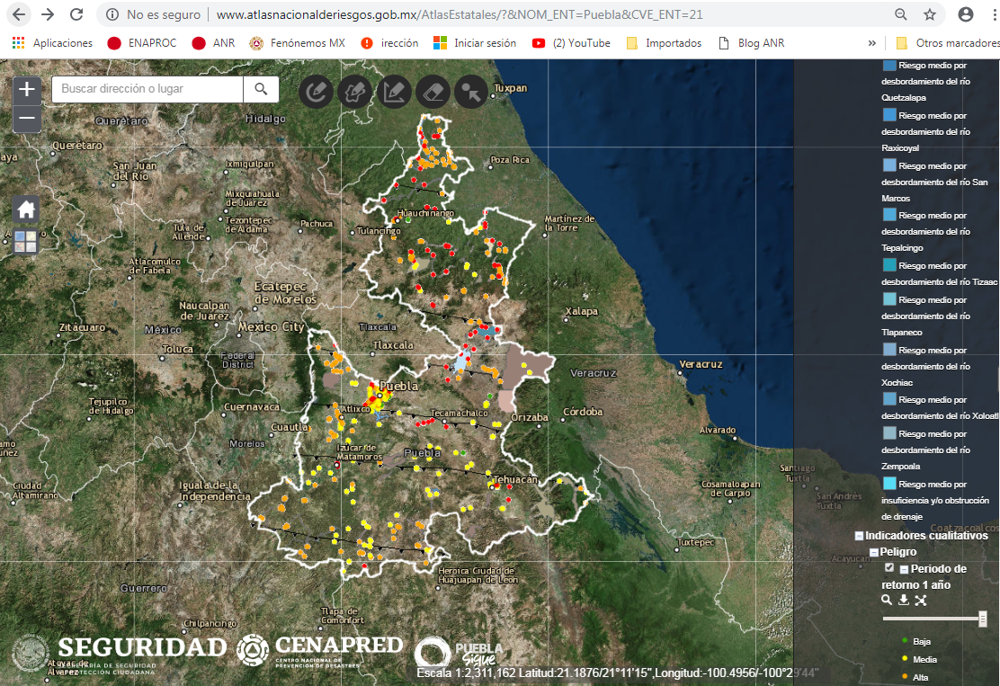 No es seguro
www.atlasnacionalderiesgos.gob.mx/AtlasEstatales/?&NOM_ENT=Puebla&CVE_ENT=21
Aplicaciones
ENAPROC
ANR
Fenónemos MX
irección
Iniciar sesión
(2) YouTube
Importados
Blog ANR
»
Otros marcadores
+
−
Buscar dirección o lugar
Tuxpan
Querétaro
Hidalgo
Querétaro
San Juan
del Rio
Ixmiquilpan
Poza Rica
Mixquiahuala
de Juarez
Tezontepec
de Aldama
Tula de
Allende
Pachuca
Huauchinango
Tulancingo
Martínez de
la Torre
Atlacomulco
de Fabela
Ecatepec
de Morelos
Naucalpan
de Juarez
Mexico City
Zitácuaro
México
Toluca
Federal
District
Tlaxcala
Tlaxcala
Xalapa
Veracruz
Veracruz
Puebla
Tejupilco
de Hidalgo
Cuernavaca
Atlixco
Tecamachalco
Orizaba
Córdoba
Cuautla
Morelos
Izúcar de
Matamoros
Puebla
Alvarado
Ciudad
Altamirano
Iguala de la
Independencia
Tehuacán
Cosamaloapan
de Carpio
Santiago
Tuxtla
San Andrés
Tuxtla
Coatzacoalcos
Acayucan
Tuxtepec
Heroica Ciudad de
Huajuapan de León
Guerrero
Tlapa de
Comonfort
Chilpancingo
Atoyac de
Alvarez
Riesgo medio por
desbordamiento del río
Quetzalapa
Riesgo medio por
desbordamiento del río
Raxicoyal
Riesgo medio por
desbordamiento del río San
Marcos
Riesgo medio por
desbordamiento del río
Tepalcingo
Riesgo medio por
desbordamiento del río Tizaac
Riesgo medio por
desbordamiento del río
Tlapaneco
Riesgo medio por
desbordamiento del río
Xochiac
Riesgo medio por
desbordamiento del río Xoloatl
Riesgo medio por
desbordamiento del río
Zempoala
Riesgo medio por
insuficiencia y/o obstrucción
de drenaje
Indicadores cualitativos
Peligro
Periodo de
retorno 1 año
Baja
Media
Alta
SEGURIDAD
SECRETARÍA DE SEGURIDAD
Y PROTECCIÓN CIUDADANA
CENAPRED
CENTRO NACIONAL DE
PREVENCIÓN DE DESASTRES
PUEBLA
sigue
Escala 1:2,311,162 Latitud:21.1876/21°11'15",Longitud:-100.4956/-100°29'44"